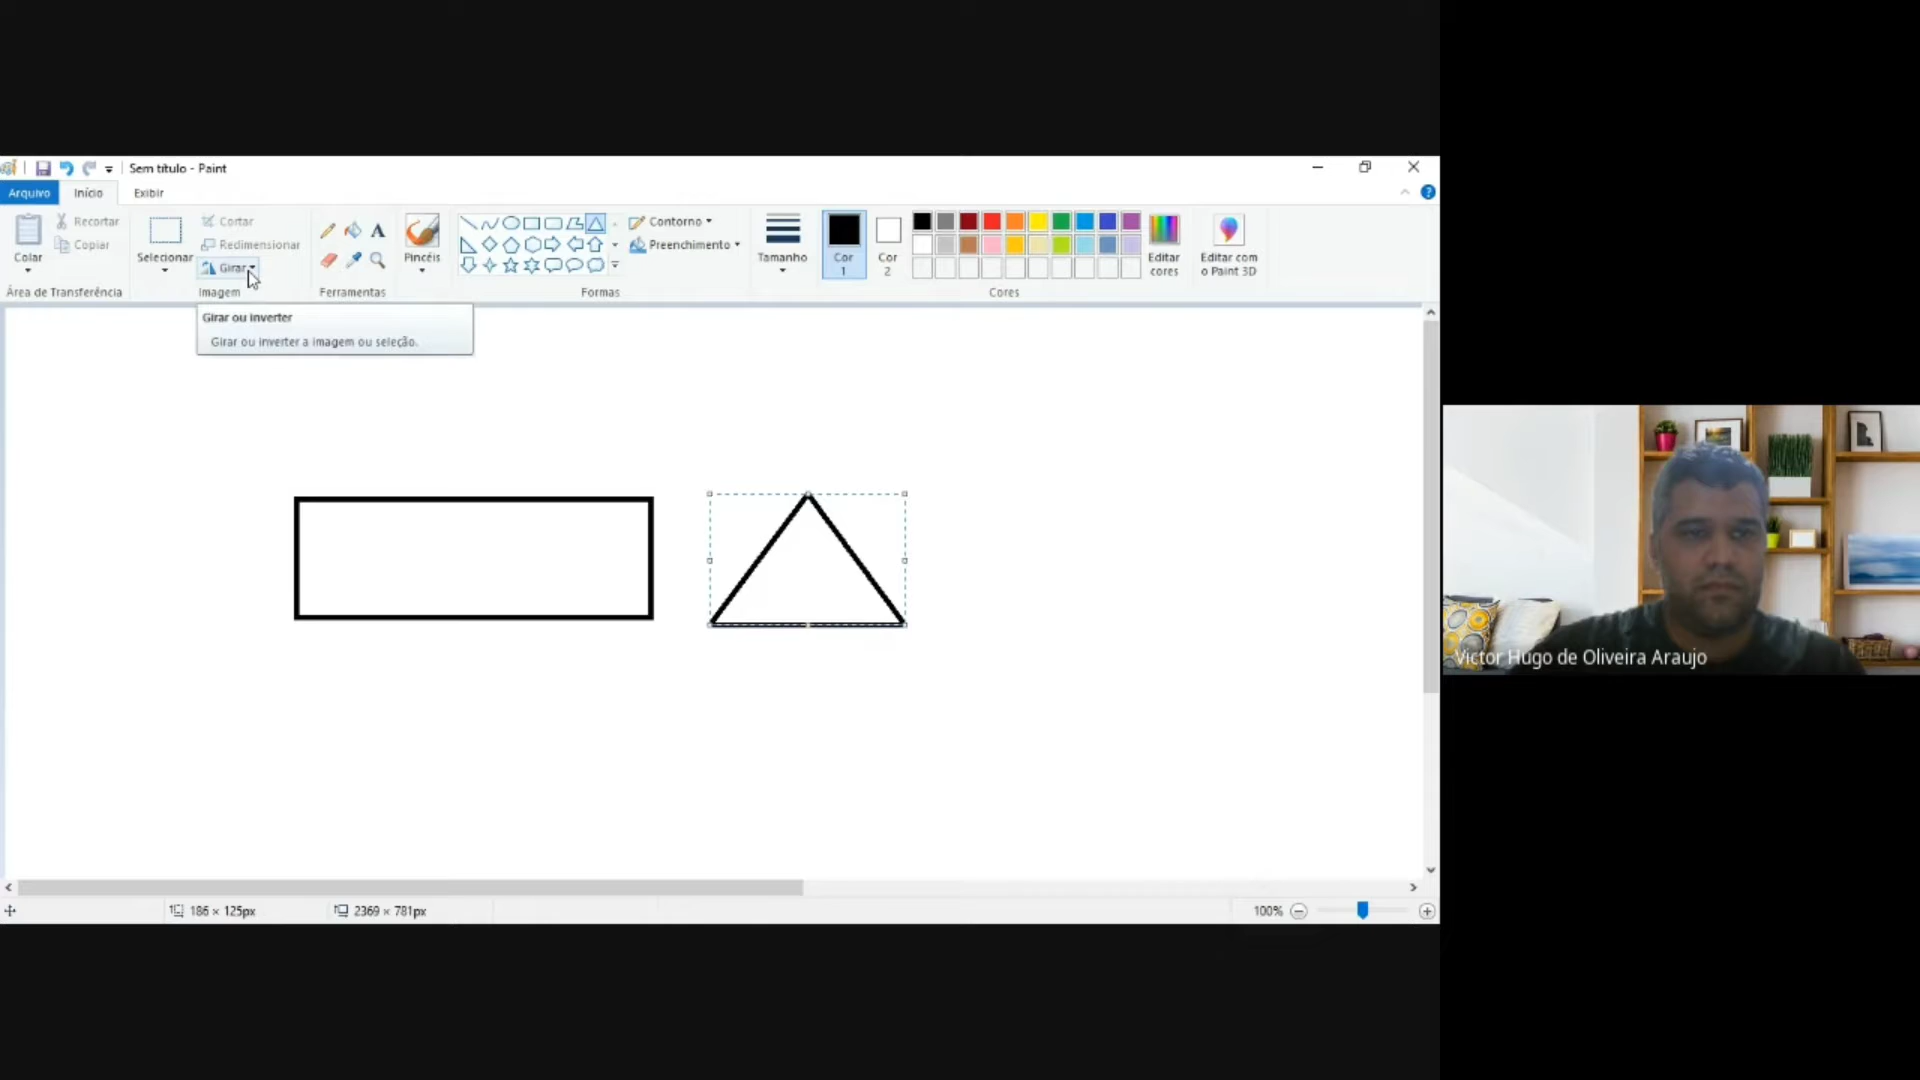 Sem título - Paint
Arquivo Início Exibir
Colar
Recortar
Copiar
Área de Transferência
Selecionar
Cortar
Redimensionar
Girar
Imagem
Ferramentas
Pincéis
Contorno
Preenchimento
Formas
Tamanho
Cor 1
Cor 2
Editar cores
Cores
Editar com o Paint 3D
Girar ou inverter
Girar ou inverter a imagem ou seleção.
Victor Hugo de Oliveira Araujo
186 × 125px
2369 × 781px
100%